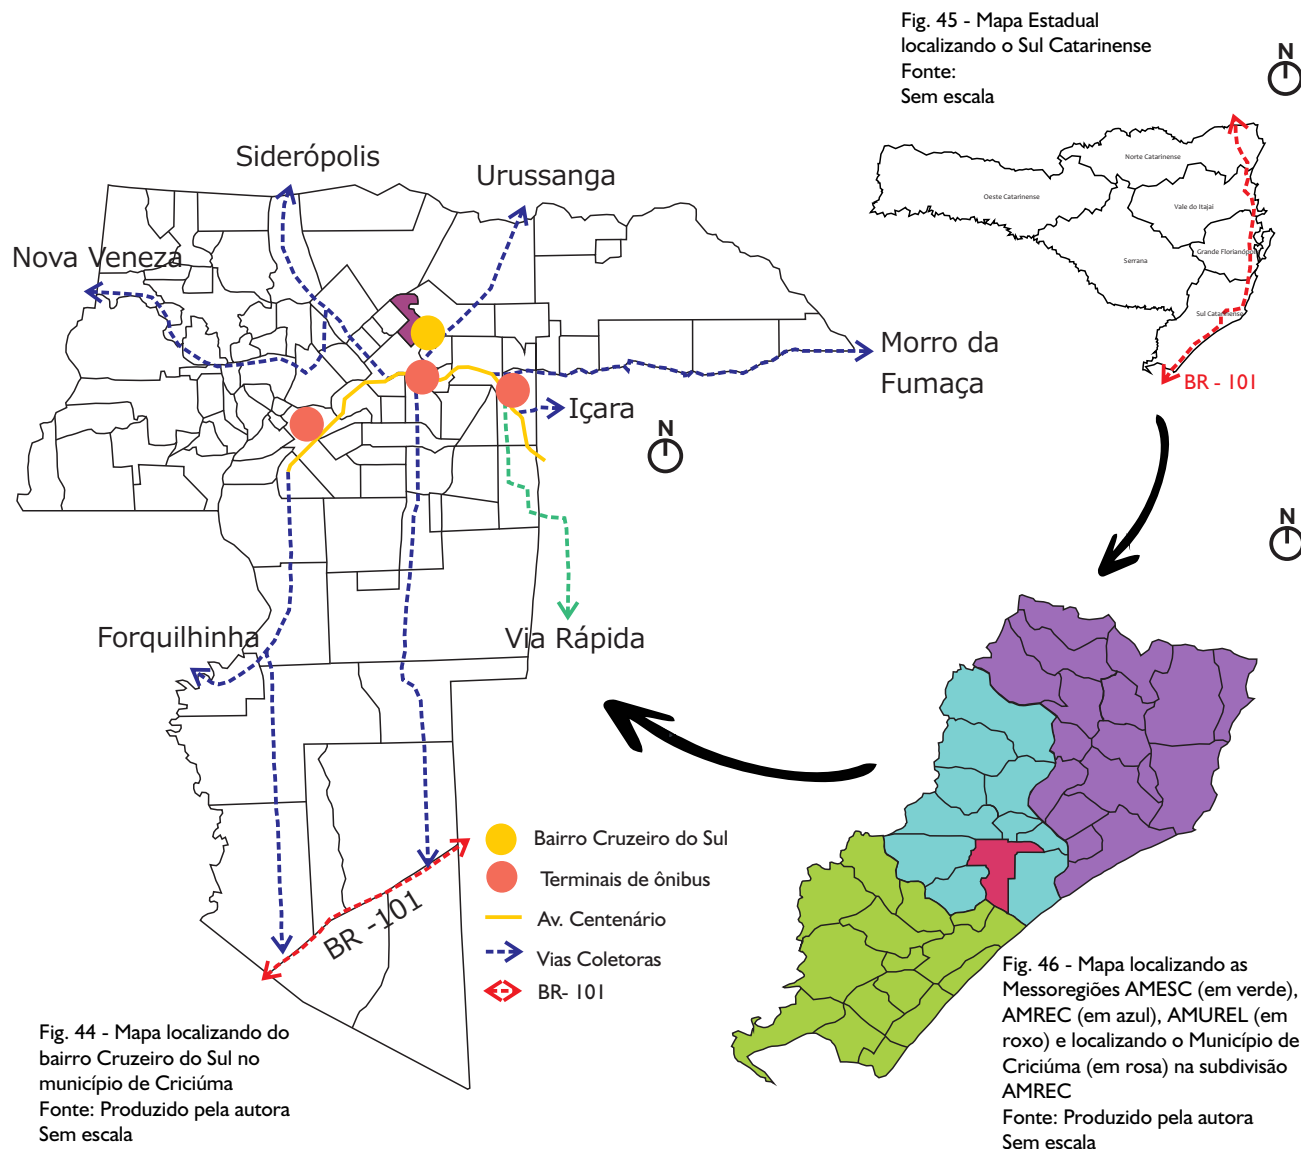 Fig. 45 - Mapa Estadual
localizando o Sul Catarinense
Fonte:
Sem escala
N
Norte Catarinense
Oeste Catarinense
Vale do Itajaí
Serrana
Grande Florianópolis
Sul Catarinense
BR - 101
Siderópolis
Urussanga
Nova Veneza
Morro da
Fumaça
Içara
N
N
Forquilhinha
Via Rápida
BR -101
Bairro Cruzeiro do Sul
Terminais de ônibus
Av. Centenário
Vias Coletoras
BR- 101
Fig. 44 - Mapa localizando do
bairro Cruzeiro do Sul no
município de Criciúma
Fonte: Produzido pela autora
Sem escala
Fig. 46 - Mapa localizando as
Messoregiões AMESC (em verde),
AMREC (em azul), AMUREL (em
roxo) e localizando o Município de
Criciúma (em rosa) na subdivisão
AMREC
Fonte: Produzido pela autora
Sem escala